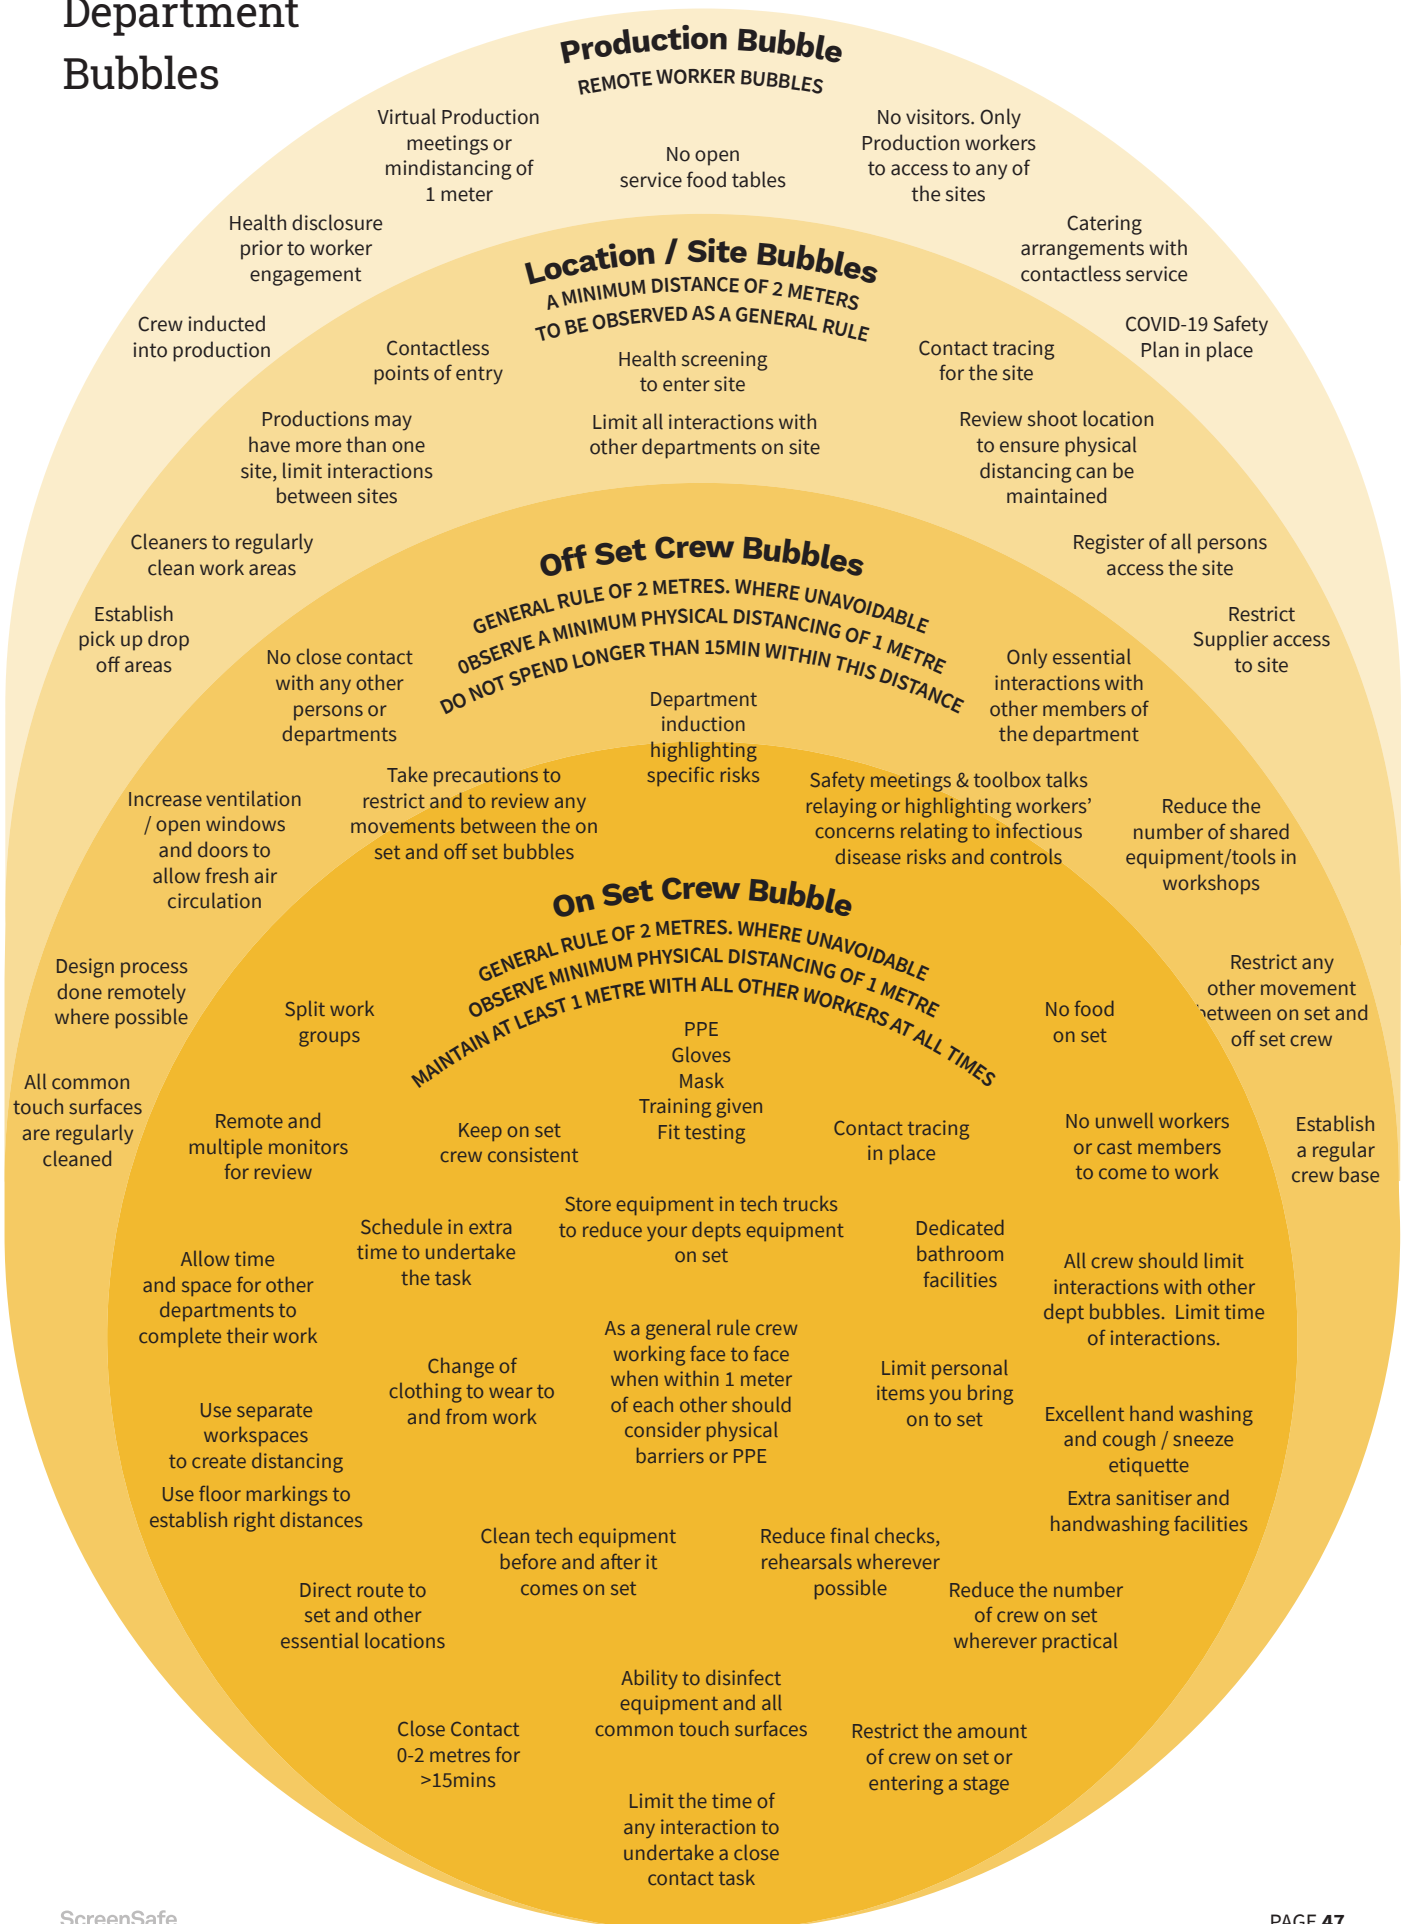 Department
Bubbles
Production Bubble
REMOTE WORKER BUBBLES
Virtual Production
meetings or
mindistancing of
1 meter
No open
service food tables
No visitors. Only
Production workers
to access to any of
the sites
Health disclosure
prior to worker
engagement
Catering
arrangements with
contactless service
Crew inducted
into production
COVID-19 Safety
Plan in place
Location / Site Bubbles
A MINIMUM DISTANCE OF 2 METERS
TO BE OBSERVED AS A GENERAL RULE
Contactless
points of entry
Health screening
to enter site
Contact tracing
for the site
Productions may
have more than one
site, limit interactions
between sites
Limit all interactions with
other departments on site
Review shoot location
to ensure physical
distancing can be
maintained
Cleaners to regularly
clean work areas
Register of all persons
access the site
Establish
pick up drop
off areas
Restrict
Supplier access
to site
Off Set Crew Bubbles
GENERAL RULE OF 2 METRES. WHERE UNAVOIDABLE
0BSERVE A MINIMUM PHYSICAL DISTANCING OF 1 METRE
DO NOT SPEND LONGER THAN 15MIN WITHIN THIS DISTANCE
No close contact
with any other
persons or
departments
Department
induction
highlighting
specific risks
Only essential
interactions with
other members of
the department
Increase ventilation
/ open windows
and doors to
allow fresh air
circulation
Take precautions to
restrict and to review any
movements between the on
set and off set bubbles
Safety meetings & toolbox talks
relaying or highlighting workers’
concerns relating to infectious
disease risks and controls
Reduce the
number of shared
equipment/tools in
workshops
Design process
done remotely
where possible
Restrict any
other movement
between on set and
off set crew
All common
touch surfaces
are regularly
cleaned
Establish
a regular
crew base
On Set Crew Bubble
GENERAL RULE OF 2 METRES. WHERE UNAVOIDABLE
OBSERVE MINIMUM PHYSICAL DISTANCING OF 1 METRE
MAINTAIN AT LEAST 1 METRE WITH ALL OTHER WORKERS AT ALL TIMES
Split work
groups
PPE
Gloves
Mask
Training given
Fit testing
No food
on set
Remote and
multiple monitors
for review
Keep on set
crew consistent
Contact tracing
in place
No unwell workers
or cast members
to come to work
Store equipment in tech trucks
to reduce your depts equipment
on set
Schedule in extra
time to undertake
the task
Dedicated
bathroom
facilities
Allow time
and space for other
departments to
complete their work
All crew should limit
interactions with other
dept bubbles.  Limit time
of interactions.
As a general rule crew
working face to face
when within 1 meter
of each other should
consider physical
barriers or PPE
Change of
clothing to wear to
and from work
Limit personal
items you bring
on to set
Use separate
workspaces
to create distancing
Excellent hand washing
and cough / sneeze
etiquette
Use floor markings to
establish right distances
Extra sanitiser and
handwashing facilities
Clean tech equipment
before and after it
comes on set
Reduce final checks,
rehearsals wherever
possible
Direct route to
set and other
essential locations
Reduce the number
of crew on set
wherever practical
Ability to disinfect
equipment and all
common touch surfaces
Close Contact
0-2 metres for
>15mins
Restrict the amount
of crew on set or
entering a stage
Limit the time of
any interaction to
undertake a close
contact task
ScreenSafe
PAGE 47